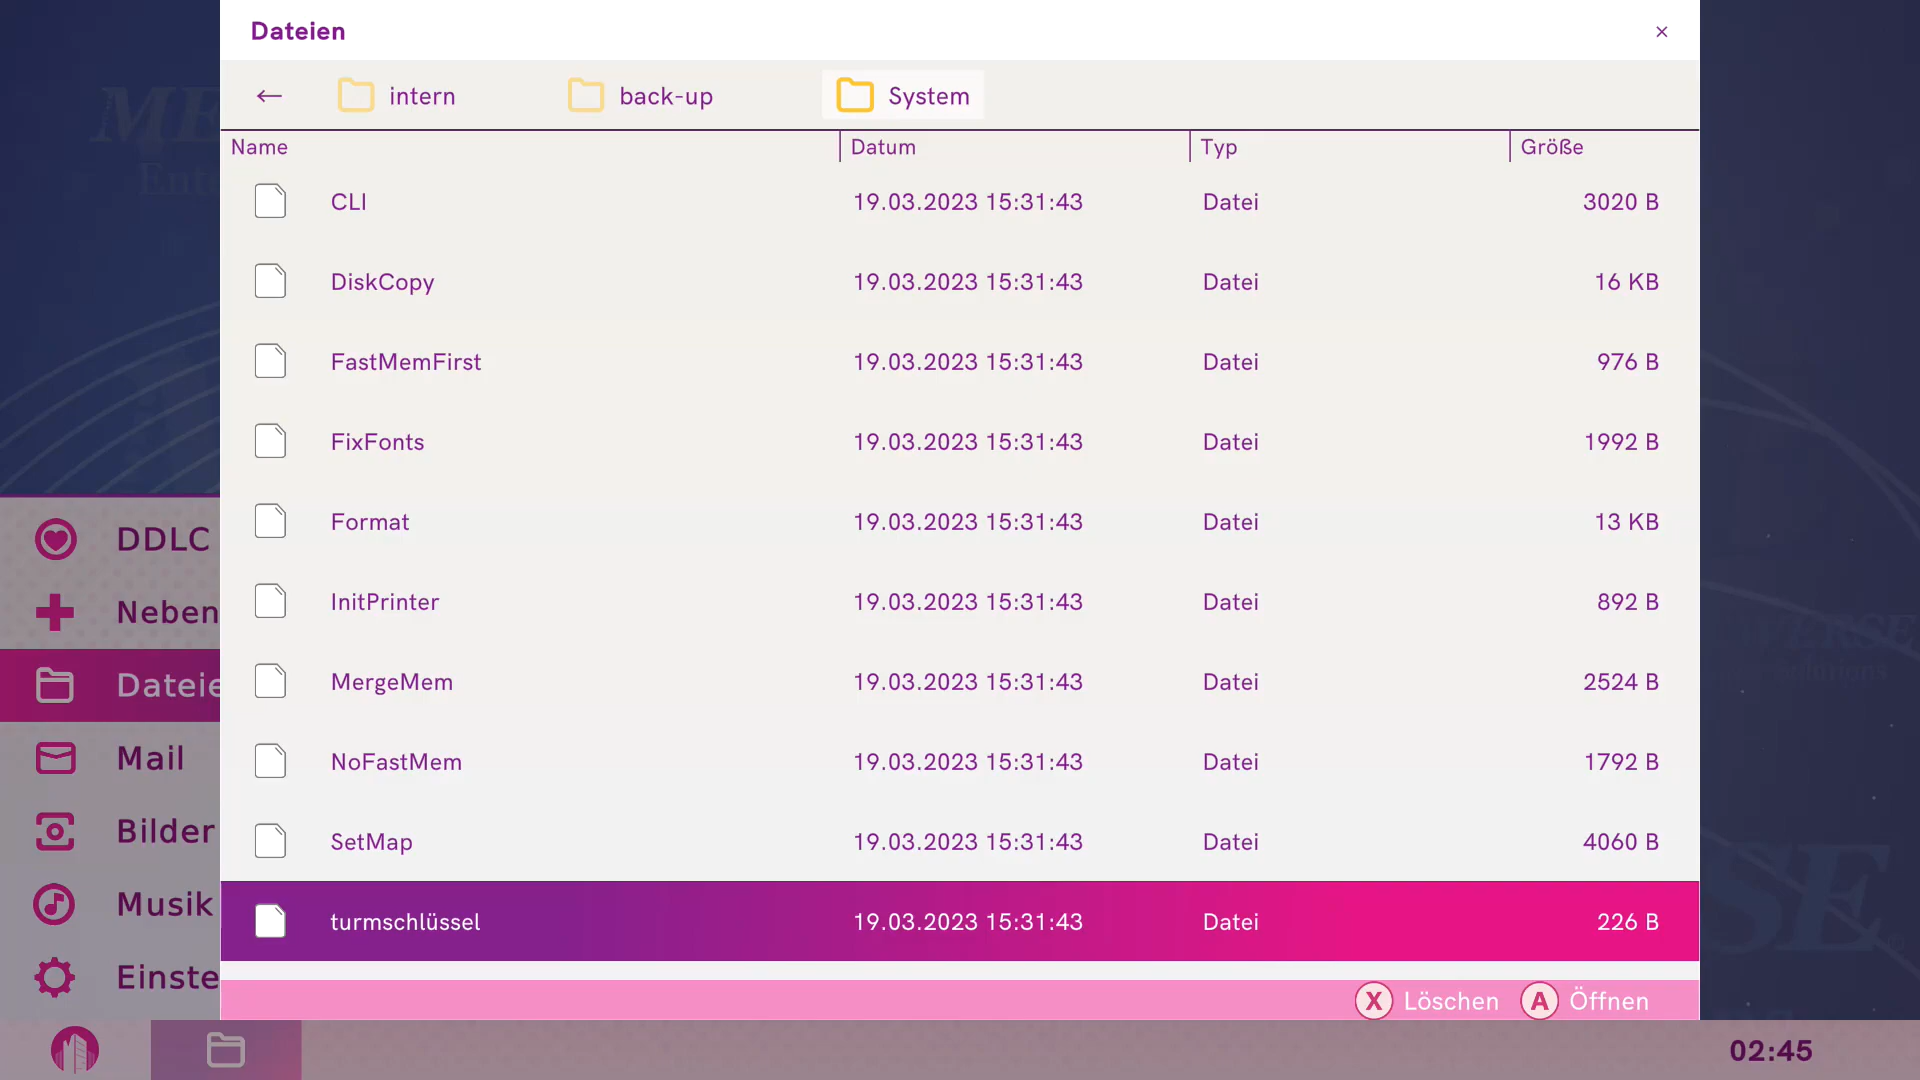 Dateien ×
← intern back-up System
Name Datum Typ Größe
CLI 19.03.2023 15:31:43 Datei 3020 B
DiskCopy 19.03.2023 15:31:43 Datei 16 KB
FastMemFirst 19.03.2023 15:31:43 Datei 976 B
FixFonts 19.03.2023 15:31:43 Datei 1992 B
Format 19.03.2023 15:31:43 Datei 13 KB
InitPrinter 19.03.2023 15:31:43 Datei 892 B
MergeMem 19.03.2023 15:31:43 Datei 2524 B
NoFastMem 19.03.2023 15:31:43 Datei 1792 B
SetMap 19.03.2023 15:31:43 Datei 4060 B
turmschlüssel 19.03.2023 15:31:43 Datei 226 B
X Löschen A Öffnen
DDLC
Neben
Dateie
Mail
Bilder
Musik
Einste
02:45